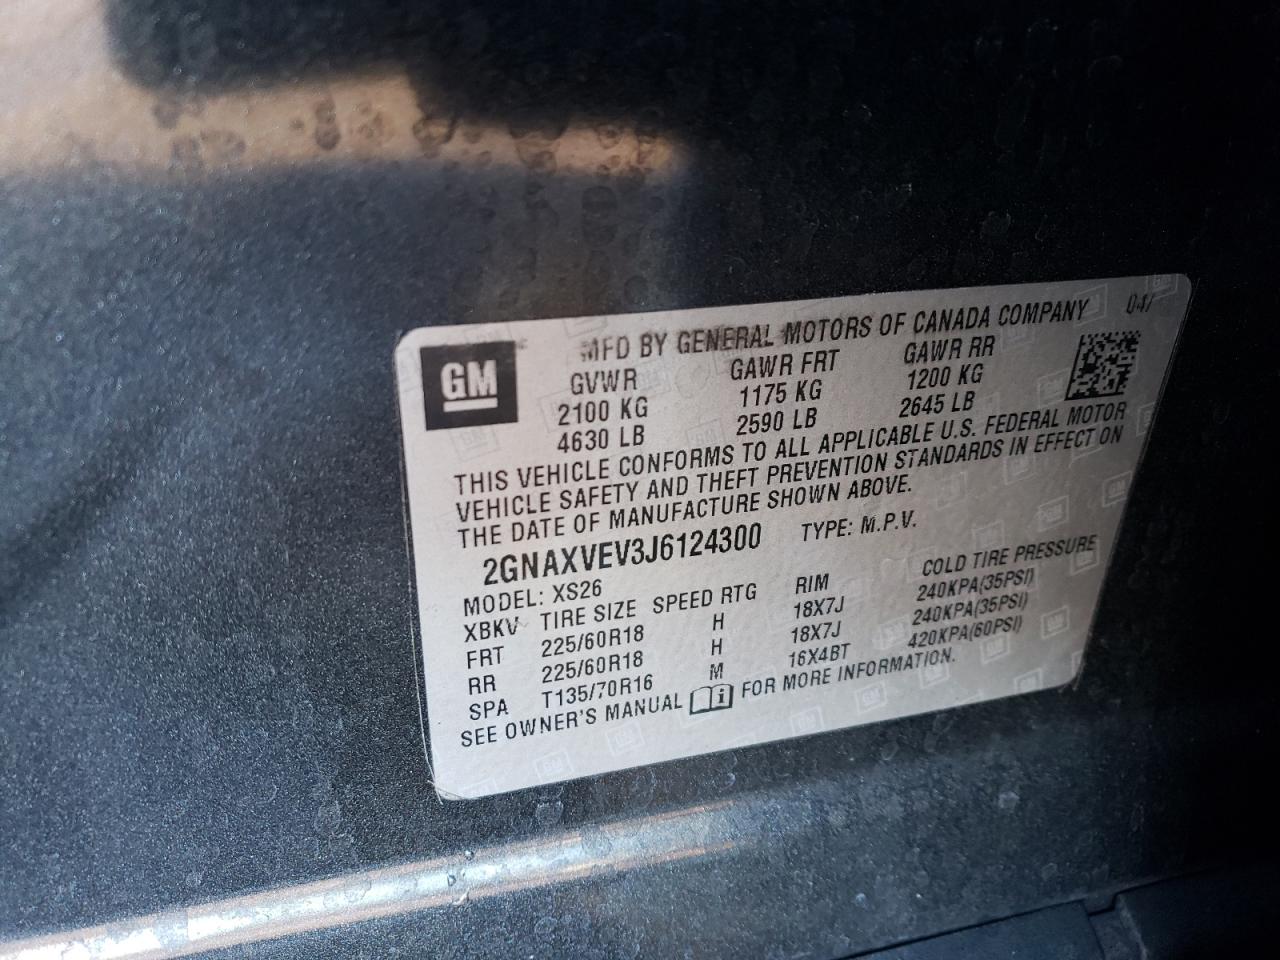 GM
MFD BY GENERAL MOTORS OF CANADA COMPANY
GVWR GAWR FRT GAWR RR
2100 KG 1175 KG 1200 KG
4630 LB 2590 LB 2645 LB
THIS VEHICLE CONFORMS TO ALL APPLICABLE U.S. FEDERAL MOTOR
VEHICLE SAFETY AND THEFT PREVENTION STANDARDS IN EFFECT ON
THE DATE OF MANUFACTURE SHOWN ABOVE.
2GNAXVEV3J6124300 TYPE: M.P.V.
MODEL: XS26
XBKV TIRE SIZE SPEED RTG RIM COLD TIRE PRESSURE
FRT 225/60R18 H 18X7J 240KPA(35PSI)
RR 225/60R18 H 18X7J 240KPA(35PSI)
SPA T135/70R16 M 16X4BT 420KPA(60PSI)
SEE OWNER'S MANUAL i FOR MORE INFORMATION.